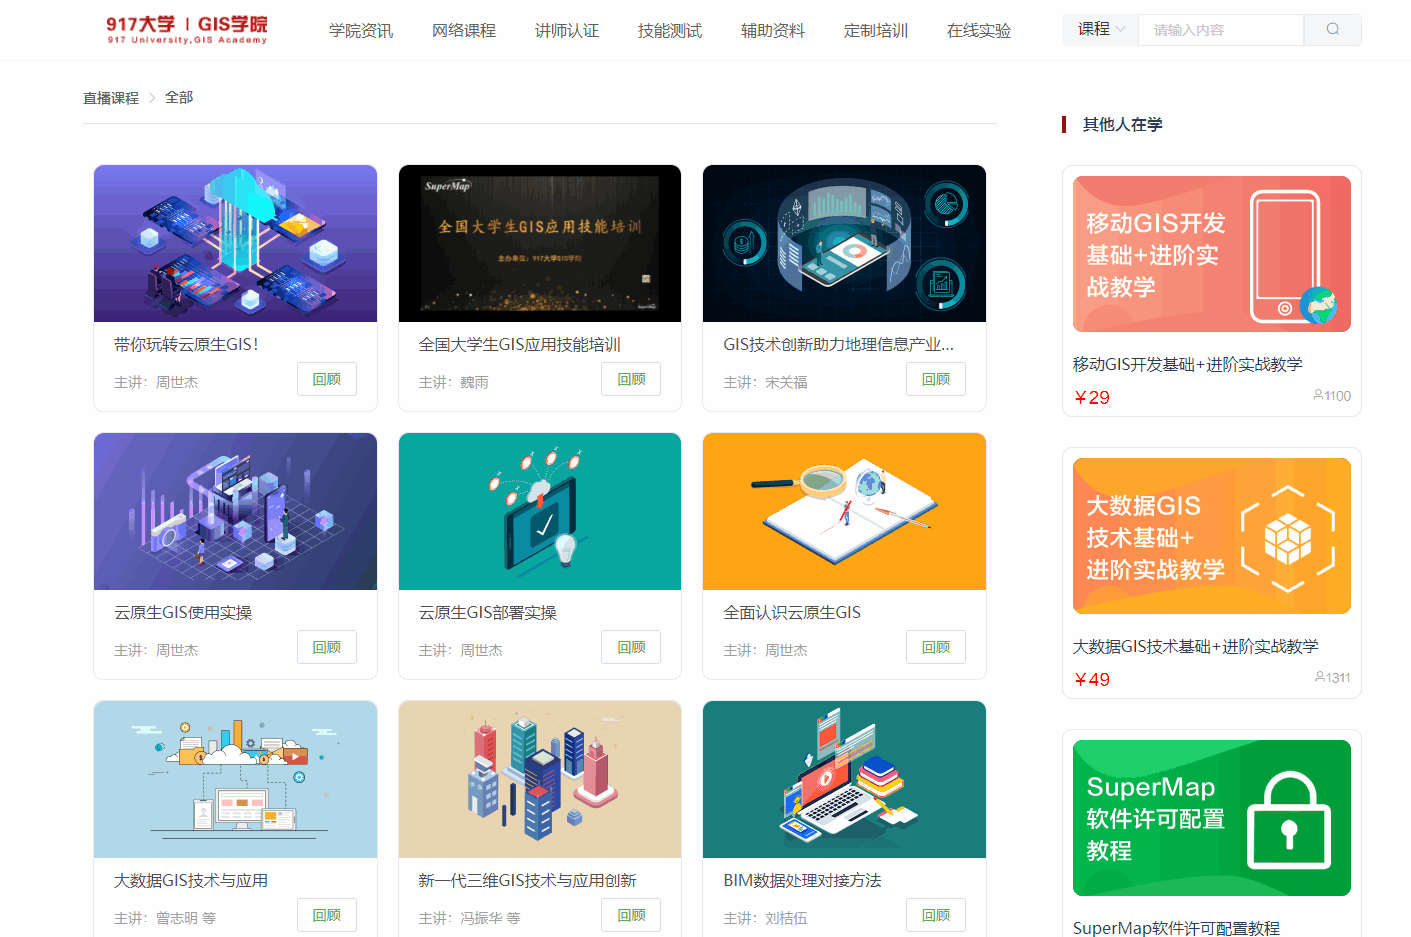 917大学 | GIS学院
917 University,GIS Academy
学院资讯 网络课程 讲师认证 技能测试 辅助资料 定制培训 在线实验
课程 请输入内容
直播课程 > 全部
SuperMap
全国大学生GIS应用技能培训
主办单位：917大学GIS学院
带你玩转云原生GIS！
主讲：周世杰 回顾
全国大学生GIS应用技能培训
主讲：魏雨 回顾
GIS技术创新助力地理信息产业...
主讲：宋关福 回顾
云原生GIS使用实操
主讲：周世杰 回顾
云原生GIS部署实操
主讲：周世杰 回顾
全面认识云原生GIS
主讲：周世杰 回顾
大数据GIS技术与应用
主讲：曾志明 等 回顾
新一代三维GIS技术与应用创新
主讲：冯振华 等 回顾
BIM数据处理对接方法
主讲：刘桔伍 回顾
其他人在学
移动GIS开发
基础+进阶实
战教学
移动GIS开发基础+进阶实战教学
￥29 1100
大数据GIS
技术基础+
进阶实战教学
大数据GIS技术基础+进阶实战教学
￥49 1311
SuperMap
软件许可配置
教程
SuperMap软件许可配置教程